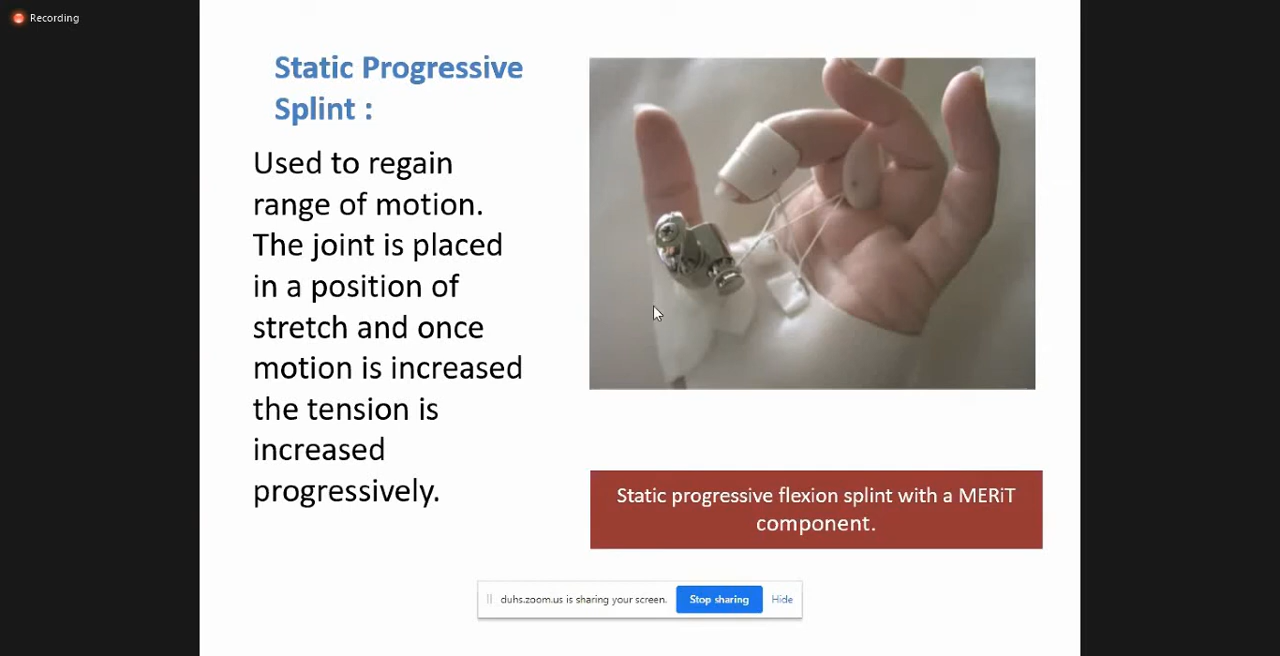 Recording
Static Progressive
Splint :
Used to regain
range of motion.
The joint is placed
in a position of
stretch and once
motion is increased
the tension is
increased
progressively.
Static progressive flexion splint with a MERiT
component.
duhs.zoom.us is sharing your screen.
Stop sharing
Hide